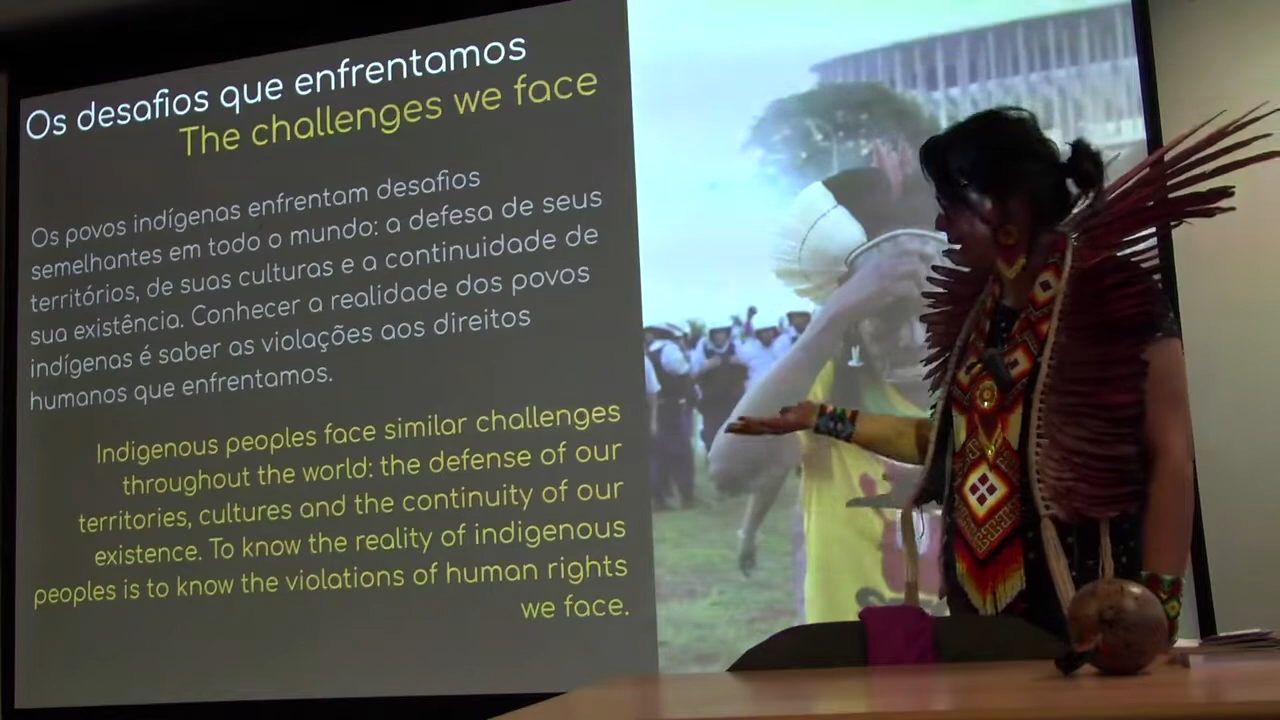 Os desafios que enfrentamos
The challenges we face
Os povos indígenas enfrentam desafios
semelhantes em todo o mundo: a defesa de seus
territórios, de suas culturas e a continuidade de
sua existência. Conhecer a realidade dos povos
indígenas é saber as violações aos direitos
humanos que enfrentamos.
Indigenous peoples face similar challenges
throughout the world: the defense of our
territories, cultures and the continuity of our
existence. To know the reality of indigenous
peoples is to know the violations of human rights
we face.